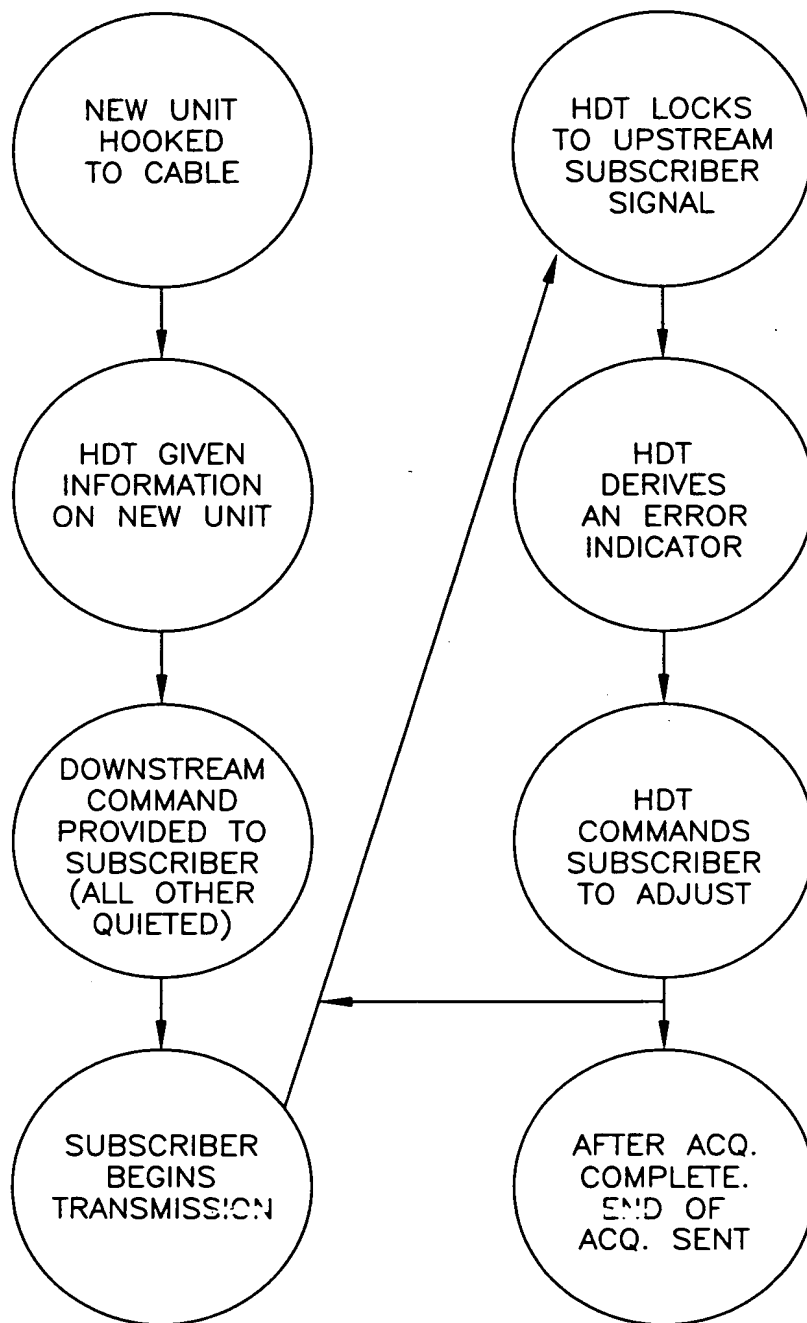 NEW UNIT
HOOKED
TO CABLE
HDT GIVEN
INFORMATION
ON NEW UNIT
DOWNSTREAM
COMMAND
PROVIDED TO
SUBSCRIBER
(ALL OTHER
QUIETED)
SUBSCRIBER
BEGINS
TRANSMISSION
HDT LOCKS
TO UPSTREAM
SUBSCRIBER
SIGNAL
HDT
DERIVES
AN ERROR
INDICATOR
HDT
COMMANDS
SUBSCRIBER
TO ADJUST
AFTER ACQ.
COMPLETE.
END OF
ACQ. SENT